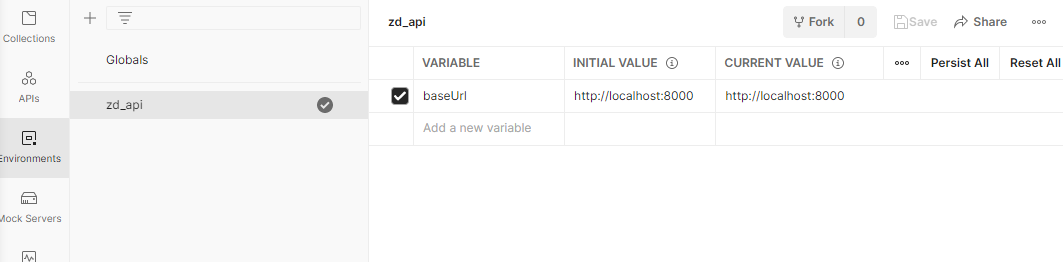 Collections
APIs
Environments
Mock Servers
Globals
zd_api
zd_api
Fork 0 Save Share
VARIABLE INITIAL VALUE CURRENT VALUE Persist All Reset All
baseUrl http://localhost:8000 http://localhost:8000
Add a new variable